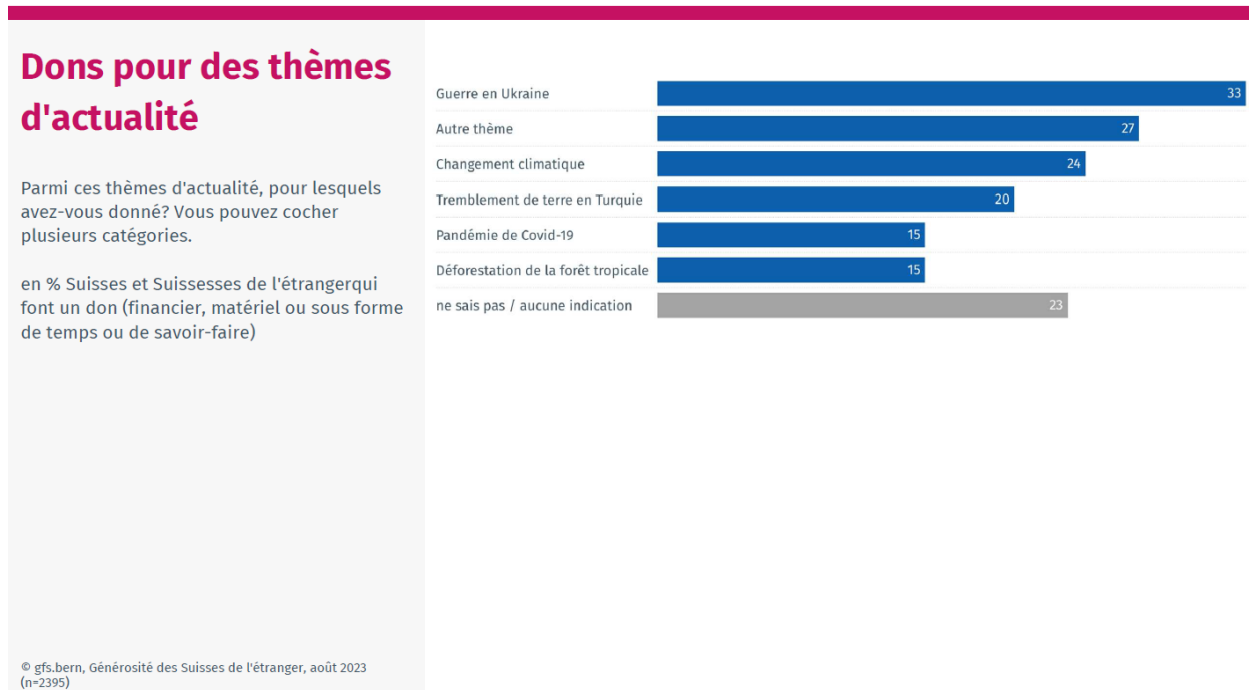 Dons pour des thèmes
d'actualité
Parmi ces thèmes d'actualité, pour lesquels
avez-vous donné? Vous pouvez cocher
plusieurs catégories.
en % Suisses et Suissesses de l'étrangerqui
font un don (financier, matériel ou sous forme
de temps ou de savoir-faire)
© gfs.bern, Générosité des Suisses de l'étranger, août 2023
(n=2395)
Guerre en Ukraine 33
Autre thème 27
Changement climatique 24
Tremblement de terre en Turquie 20
Pandémie de Covid-19 15
Déforestation de la forêt tropicale 15
ne sais pas / aucune indication 23